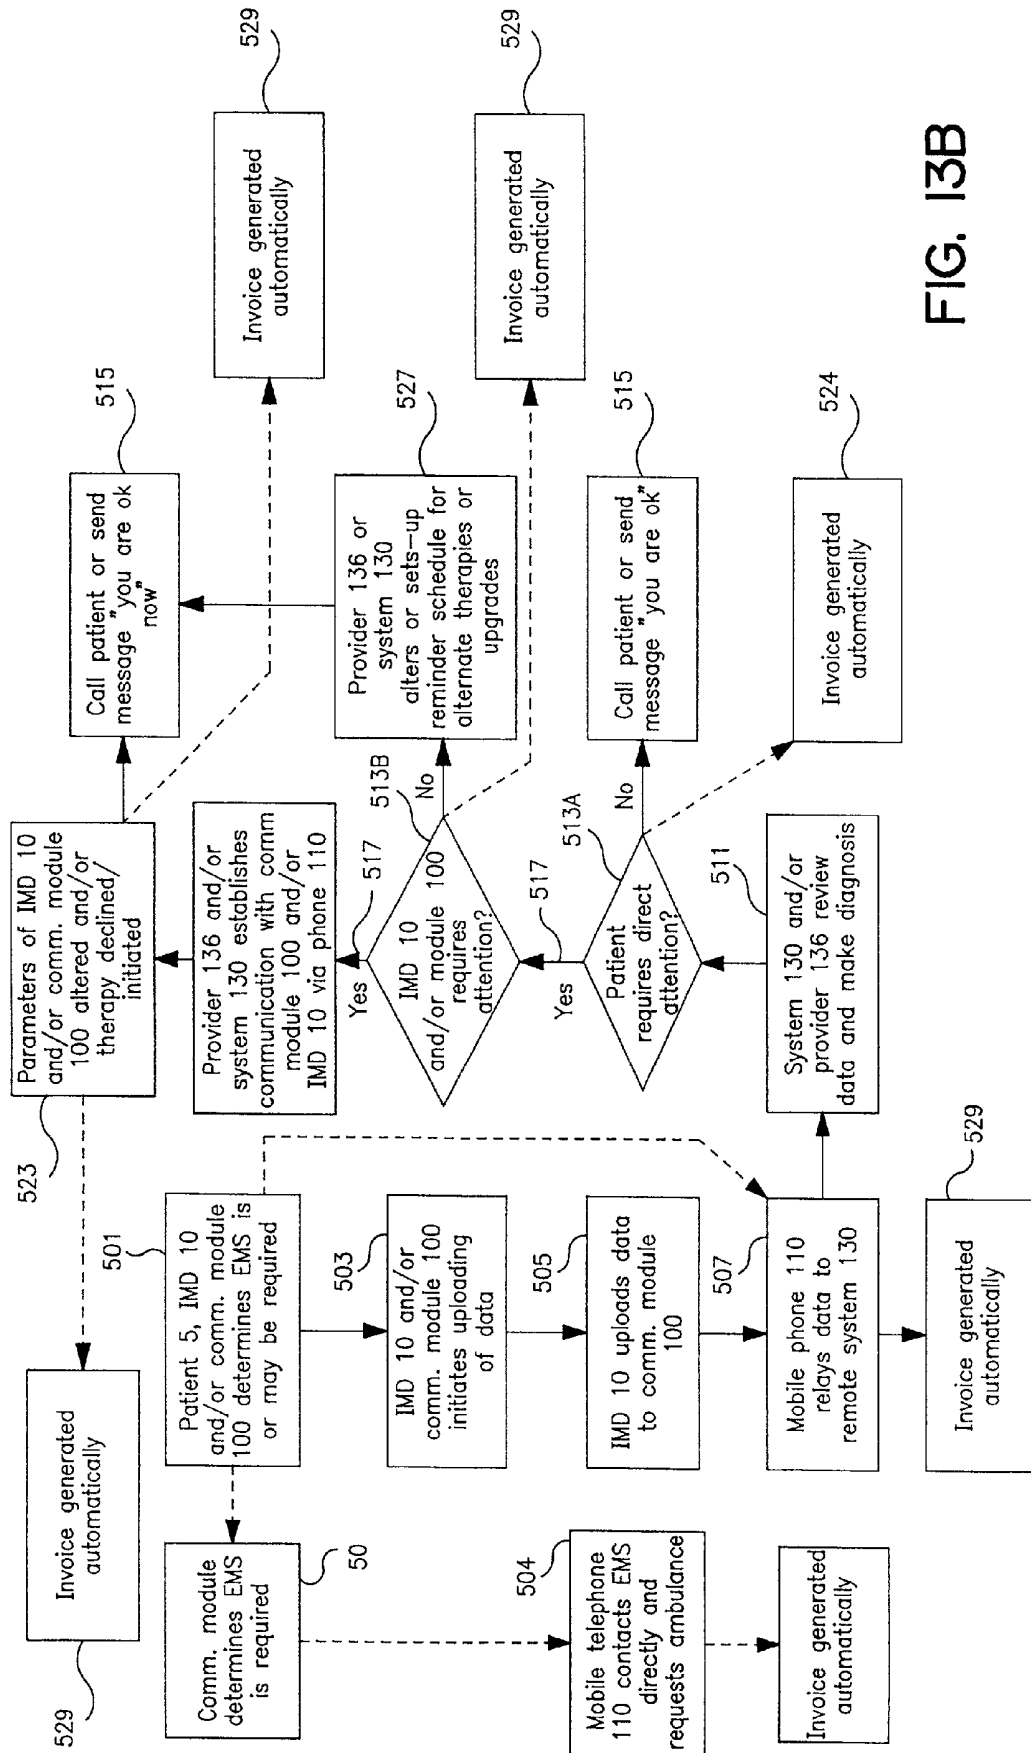 529
Invoice generated
automatically
523
Parameters of IMD 10
and/or comm. module
100 altered and/or
therapy declined/
initiated
515
Call patient or send
message "you are ok
now"
529
Invoice generated
automatically
501
Patient 5, IMD 10
and/or comm. module
100 determines EMS is
or may be required
Provider 136 and/or
system 130 establishes
communication with comm
module 100 and/or
IMD 10 via phone 110
527
Provider 136 or
system 130
alters or sets-up
reminder schedule for
alternate therapies or
upgrades
529
Invoice generated
automatically
50
Comm. module
determines EMS
is required
503
IMD 10 and/or
comm. module 100
initiates uploading
of data
Yes
517
IMD 10
and/or module 100
requires
attention?
513B
No
505
IMD 10 uploads data
to comm. module
100
Yes
517
Patient
requires direct
attention?
513A
No
515
Call patient or send
message "you are ok"
504
Mobile telephone
110 contacts EMS
directly and
requests ambulance
507
Mobile phone 110
relays data to
remote system 130
511
System 130 and/or
provider 136 review
data and make diagnosis
524
Invoice generated
automatically
Invoice generated
automatically
529
Invoice generated
automatically
FIG. 13B